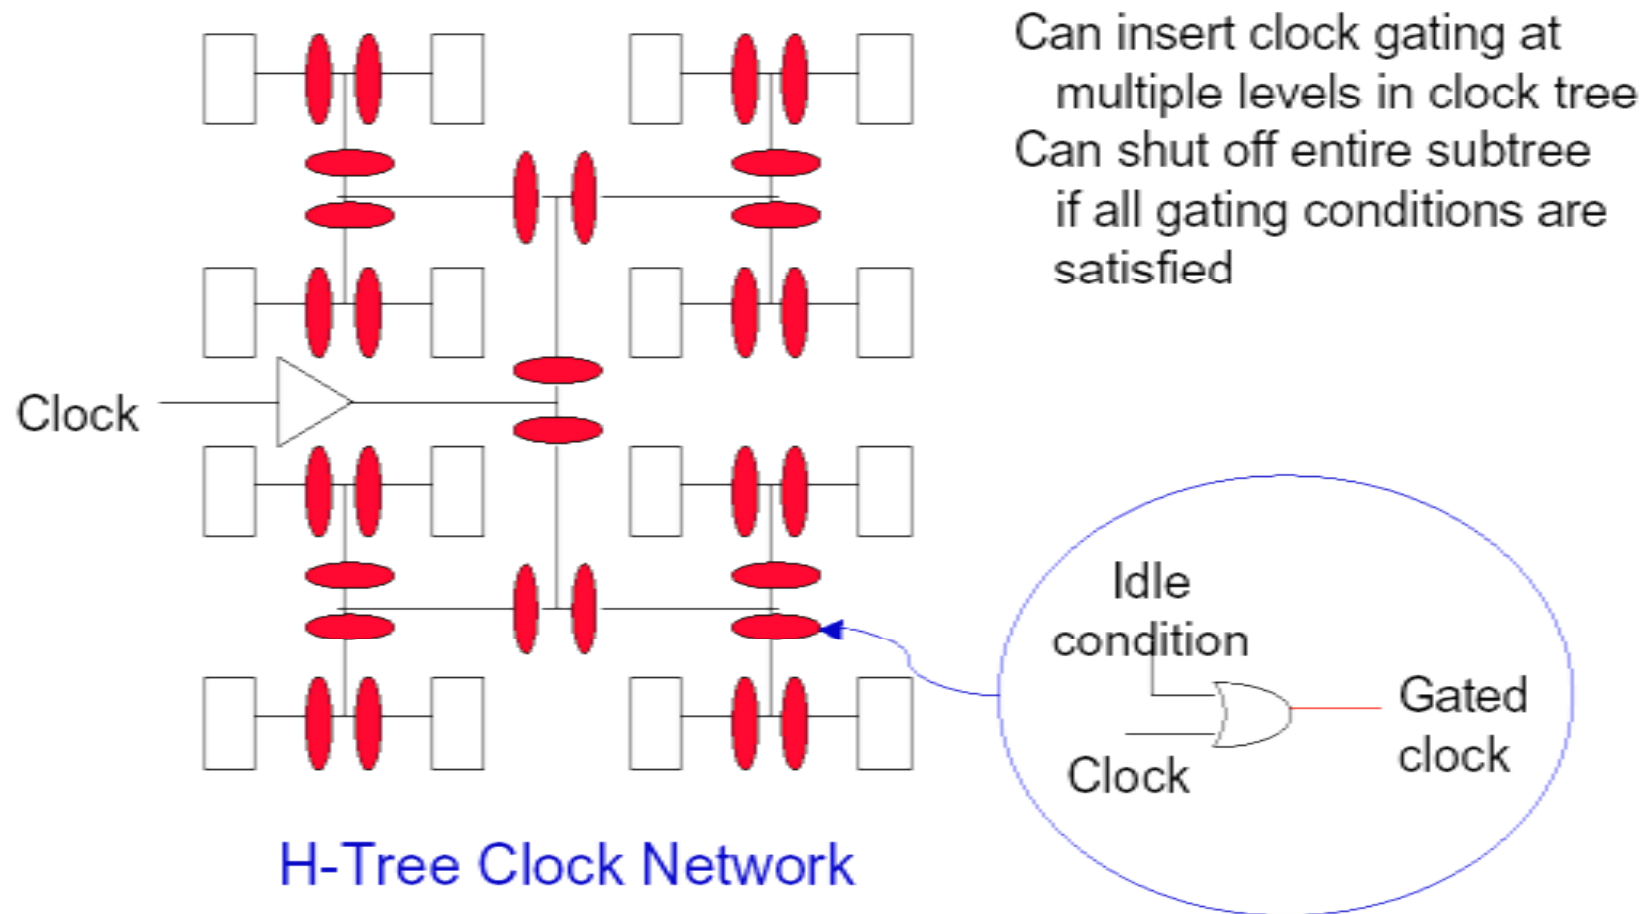 Can insert clock gating at
multiple levels in clock tree
Can shut off entire subtree
if all gating conditions are
satisfied
Clock
Idle
condition
Gated
clock
Clock
H-Tree Clock Network